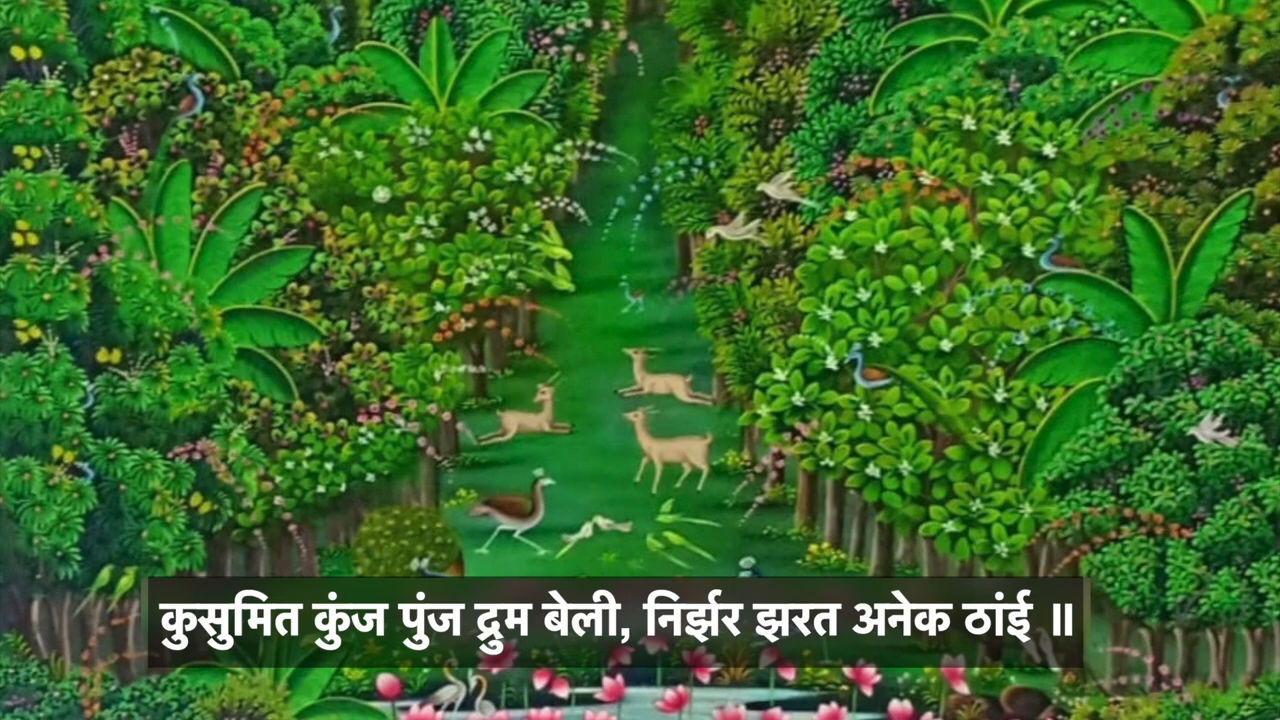 कुसुमित कुंज पुंज द्रुम बेली, निर्झर झरत अनेक ठांई ॥